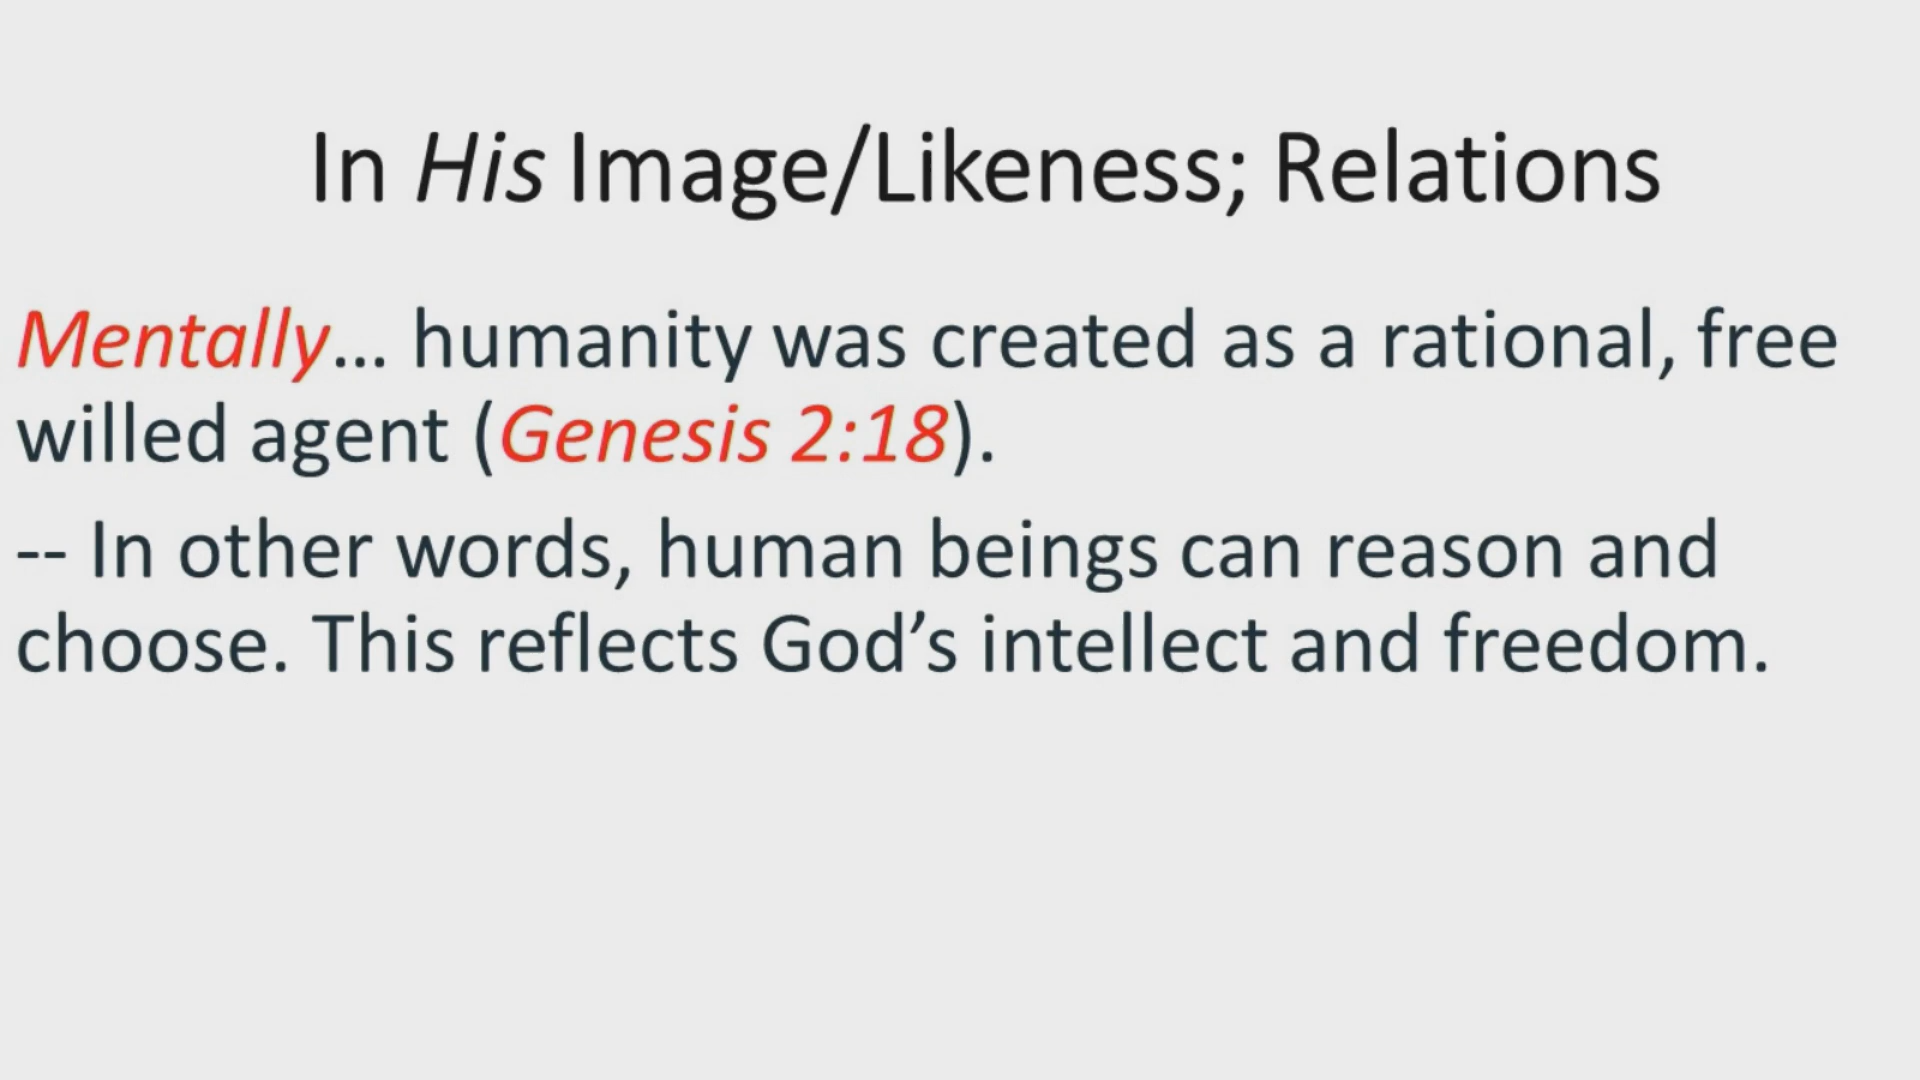 In His Image/Likeness; Relations
Mentally... humanity was created as a rational, free
willed agent (Genesis 2:18).
-- In other words, human beings can reason and
choose. This reflects God’s intellect and freedom.